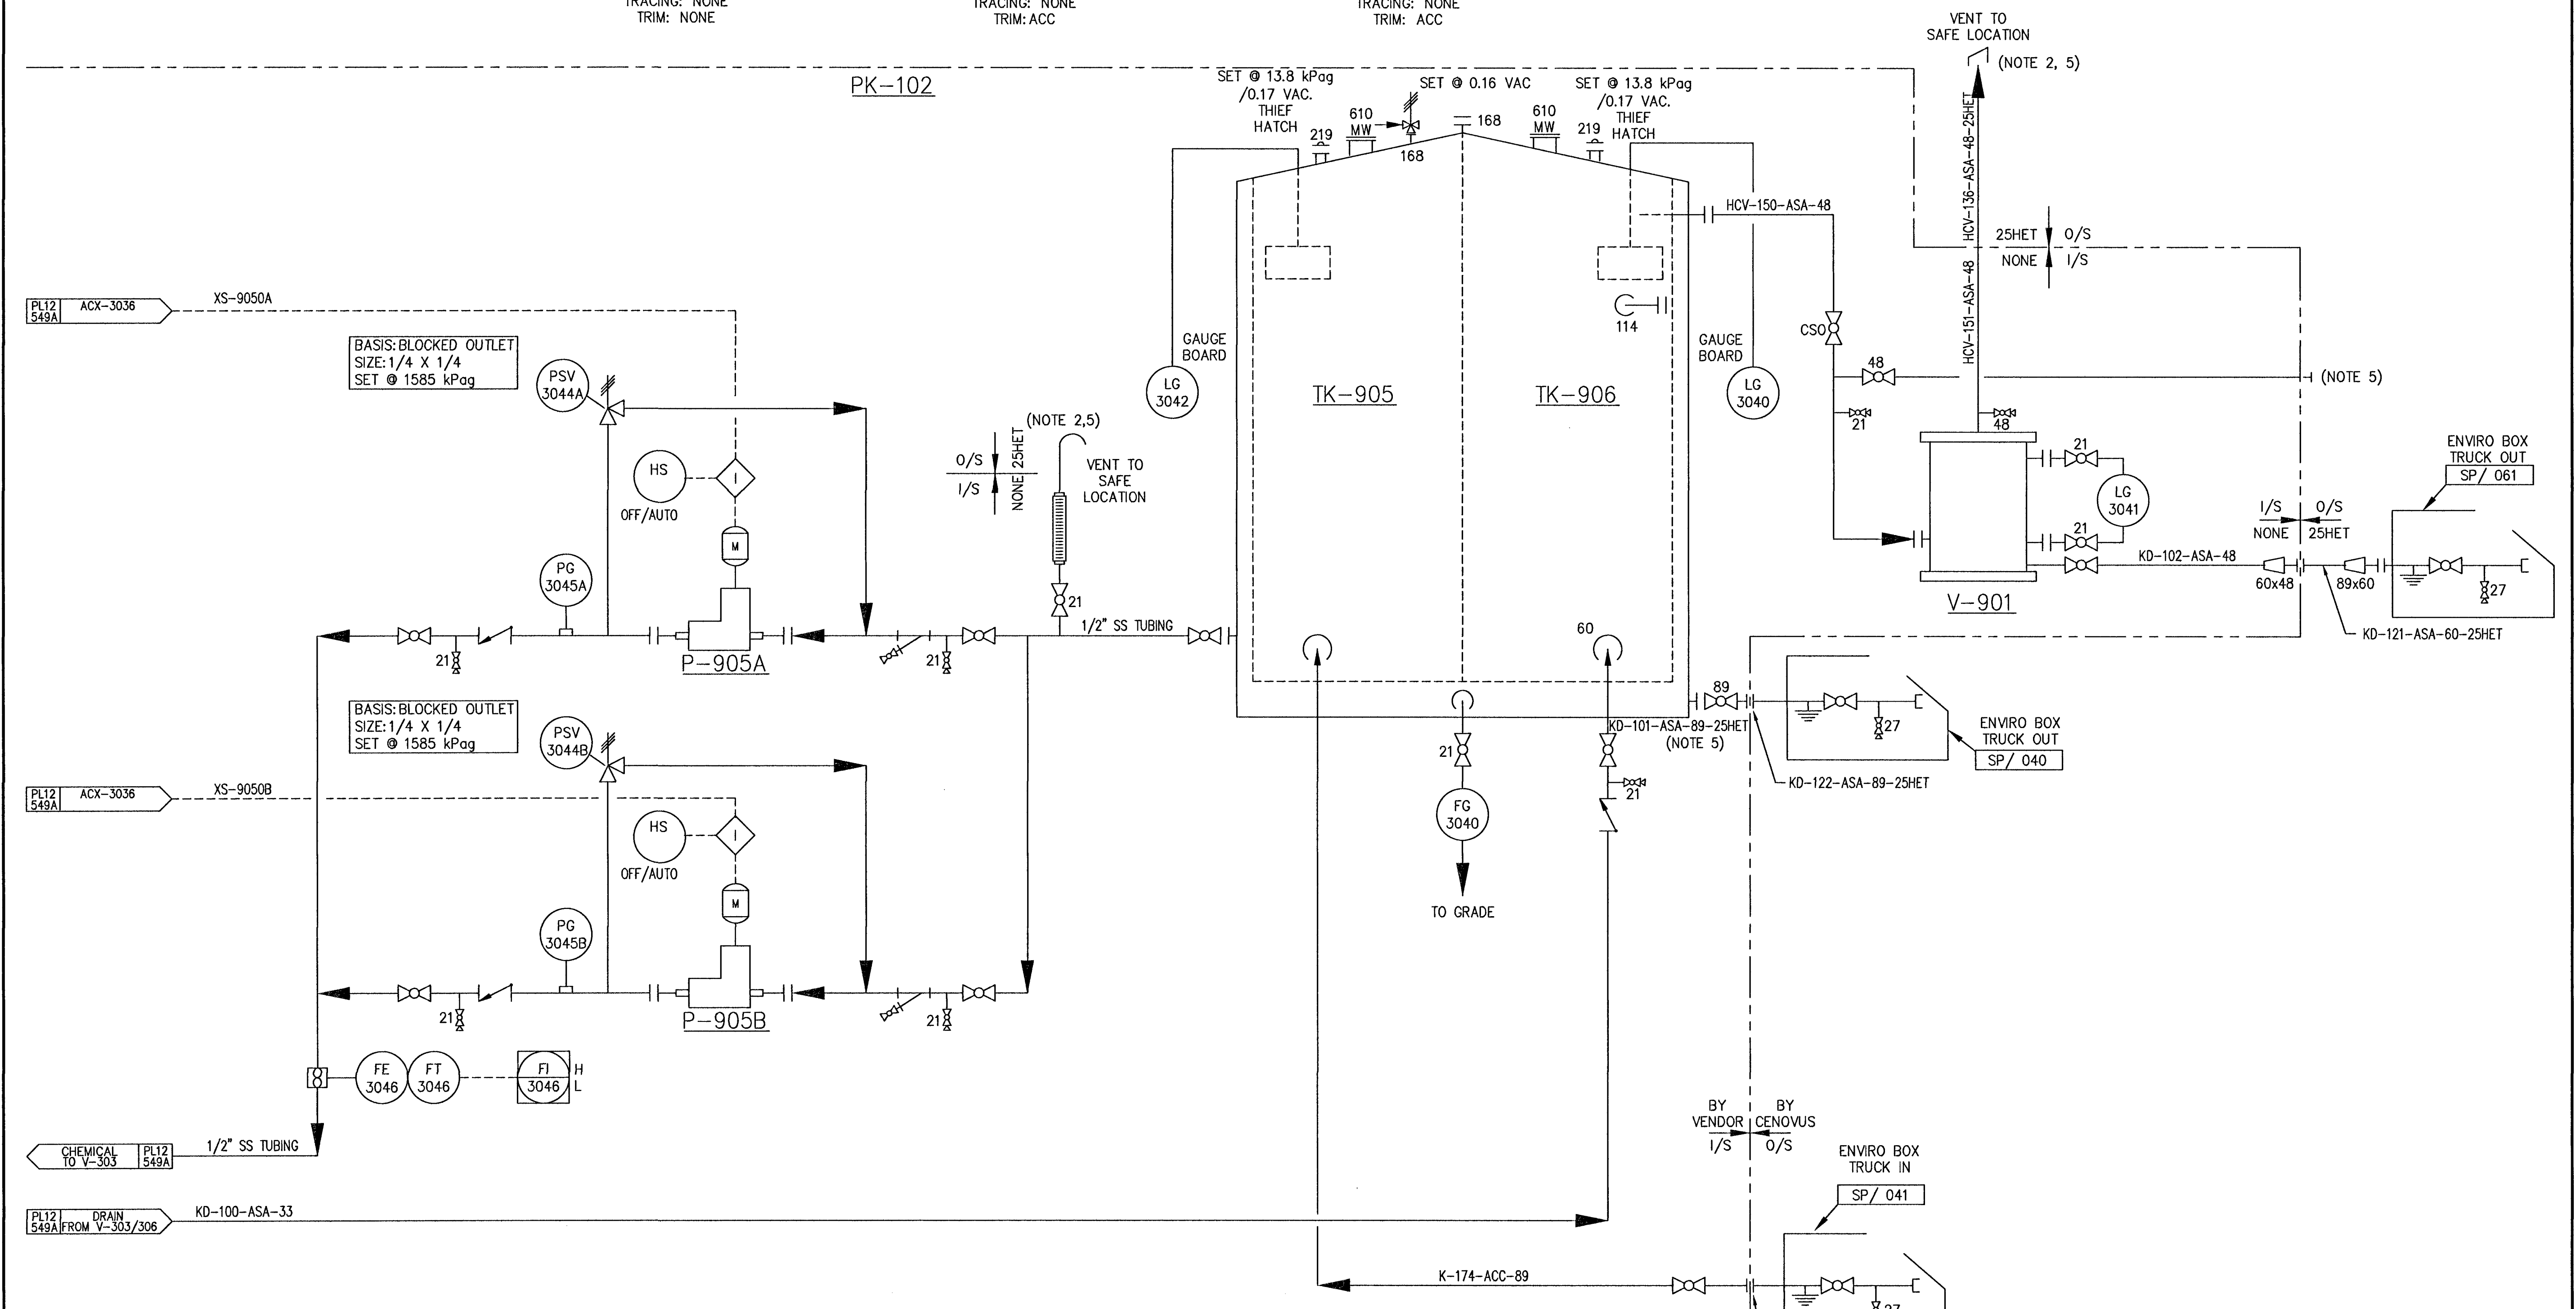 TRACING: NONE
TRIM: NONE
TRACING: NONE
TRIM: ACC
TRACING: NONE
TRIM: ACC
VENT TO
SAFE LOCATION
(NOTE 2, 5)
PK-102
SET @ 13.8 kPag
/0.17 VAC.
THIEF
HATCH
219
610
MW
SET @ 0.16 VAC
168
168
610
MW
SET @ 13.8 kPag
/0.17 VAC.
THIEF
HATCH
219
HCV-136-ASA-48-25HET
HCV-150-ASA-48
25HET
O/S
NONE
I/S
HCV-151-ASA-48
PL12
549A
ACX-3036
XS-9050A
BASIS: BLOCKED OUTLET
SIZE: 1/4 X 1/4
SET @ 1585 kPag
PSV
3044A
GAUGE
BOARD
LG
3042
TK-905
TK-906
114
GAUGE
BOARD
LG
3040
CSO
48
(NOTE 5)
21
48
HS
OFF/AUTO
I
M
O/S
I/S
NONE
25HET
(NOTE 2,5)
VENT TO
SAFE
LOCATION
21
21
LG
3041
21
KD-102-ASA-48
V-901
I/S
O/S
NONE
25HET
60x48
89x60
ENVIRO BOX
TRUCK OUT
SP/ 061
27
KD-121-ASA-60-25HET
PG
3045A
21
P-905A
21
1/2" SS TUBING
60
89
KD-101-ASA-89-25HET
(NOTE 5)
27
ENVIRO BOX
TRUCK OUT
SP/ 040
KD-122-ASA-89-25HET
BASIS: BLOCKED OUTLET
SIZE: 1/4 X 1/4
SET @ 1585 kPag
PSV
3044B
21
21
FG
3040
TO GRADE
PL12
549A
ACX-3036
XS-9050B
HS
OFF/AUTO
I
M
PG
3045B
21
P-905B
21
FE
3046
FT
3046
FI
3046
H
L
BY
VENDOR
BY
CENOVUS
I/S
O/S
CHEMICAL
TO V-303
PL12
549A
1/2" SS TUBING
ENVIRO BOX
TRUCK IN
SP/ 041
PL12
549A
DRAIN
FROM V-303/306
KD-100-ASA-33
K-174-ACC-89
27